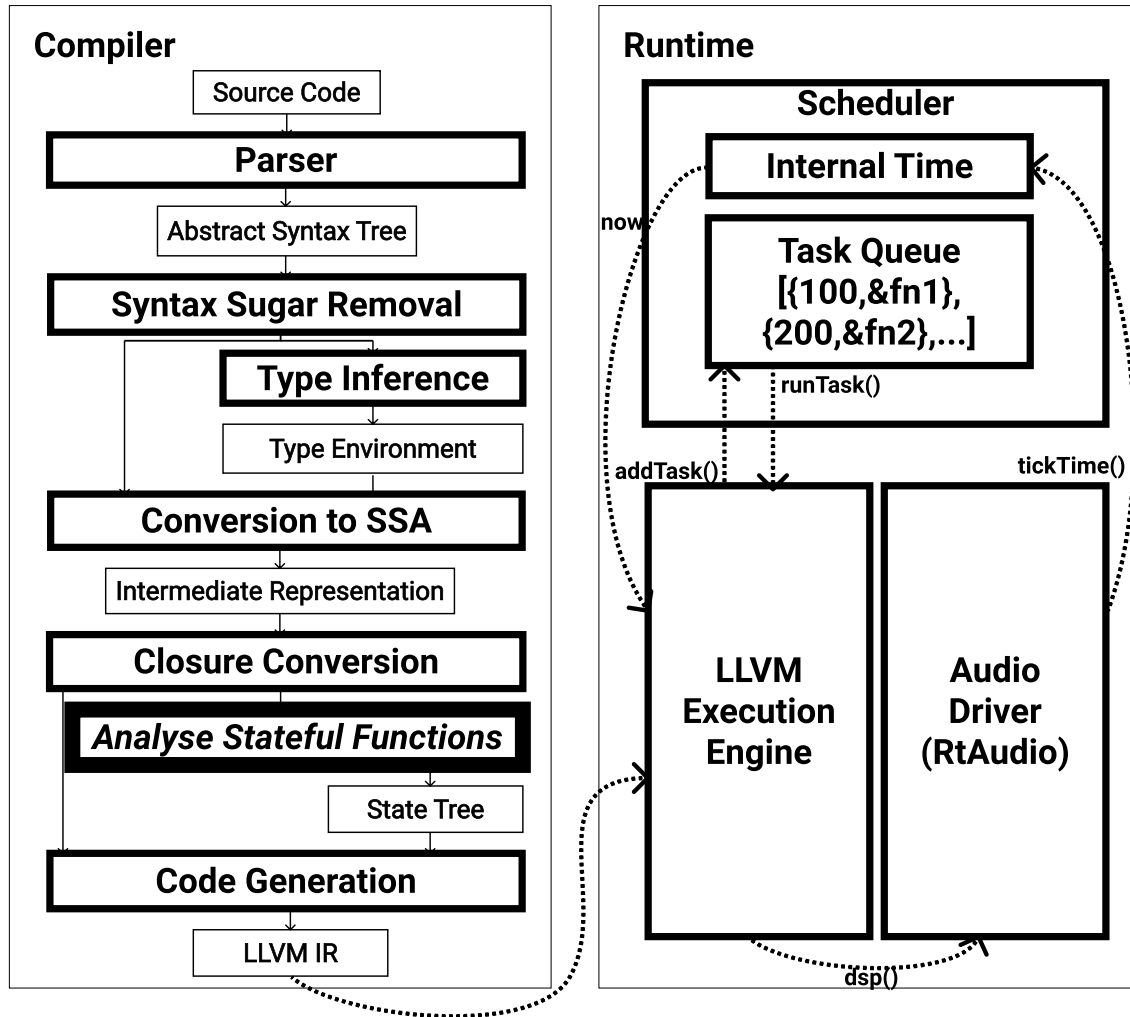 Compiler
Source Code
Parser
Abstract Syntax Tree
Syntax Sugar Removal
Type Inference
Type Environment
Conversion to SSA
Intermediate Representation
Closure Conversion
Analyse Stateful Functions
State Tree
Code Generation
LLVM IR
Runtime
Scheduler
Internal Time
now
Task Queue
[{100,&fn1},
{200,&fn2},...]
runTask()
addTask()
tickTime()
LLVM
Execution
Engine
Audio
Driver
(RtAudio)
dsp()